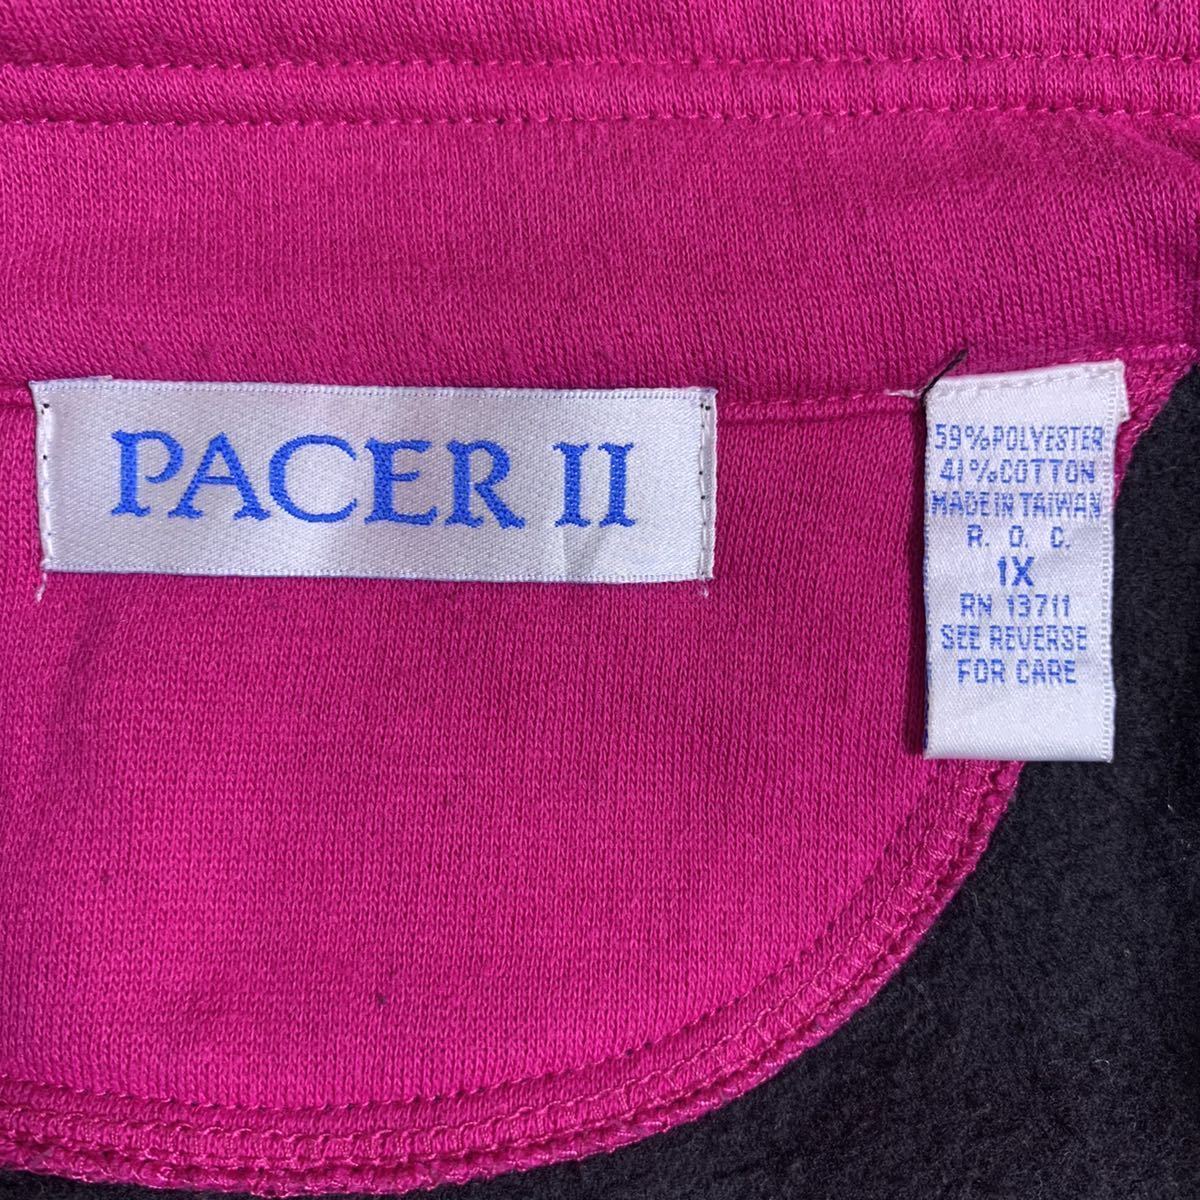 PACER II
59%POLYESTER
41%COTTON
MADE IN TAIWAN
R. O. C.
1X
RN 13711
SEE REVERSE
FOR CARE